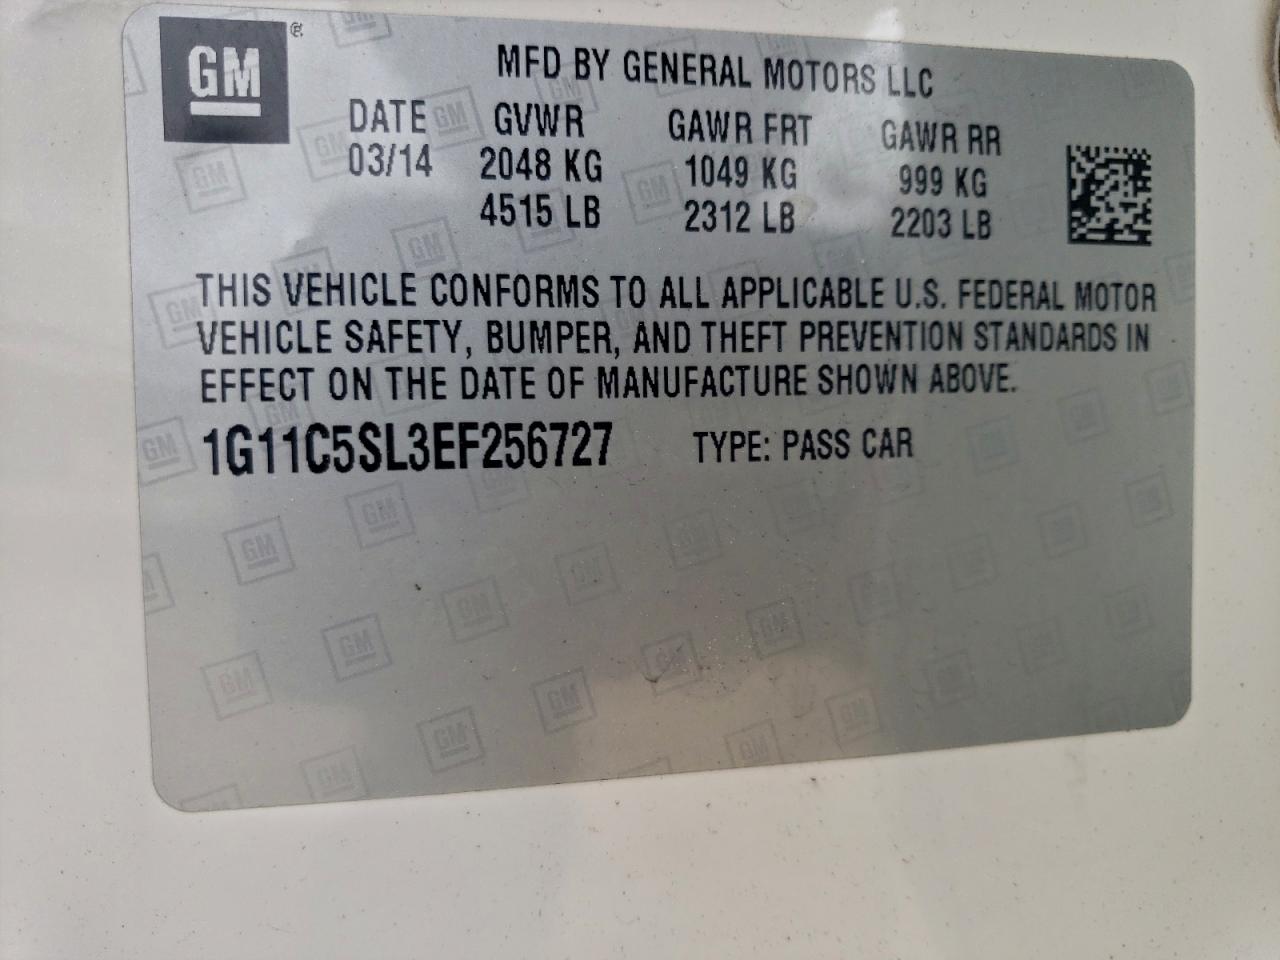 GM
MFD BY GENERAL MOTORS LLC
DATE GVWR GAWR FRT GAWR RR
03/14 2048 KG 1049 KG 999 KG
4515 LB 2312 LB 2203 LB
THIS VEHICLE CONFORMS TO ALL APPLICABLE U.S. FEDERAL MOTOR
VEHICLE SAFETY, BUMPER, AND THEFT PREVENTION STANDARDS IN
EFFECT ON THE DATE OF MANUFACTURE SHOWN ABOVE.
1G11C5SL3EF256727 TYPE: PASS CAR